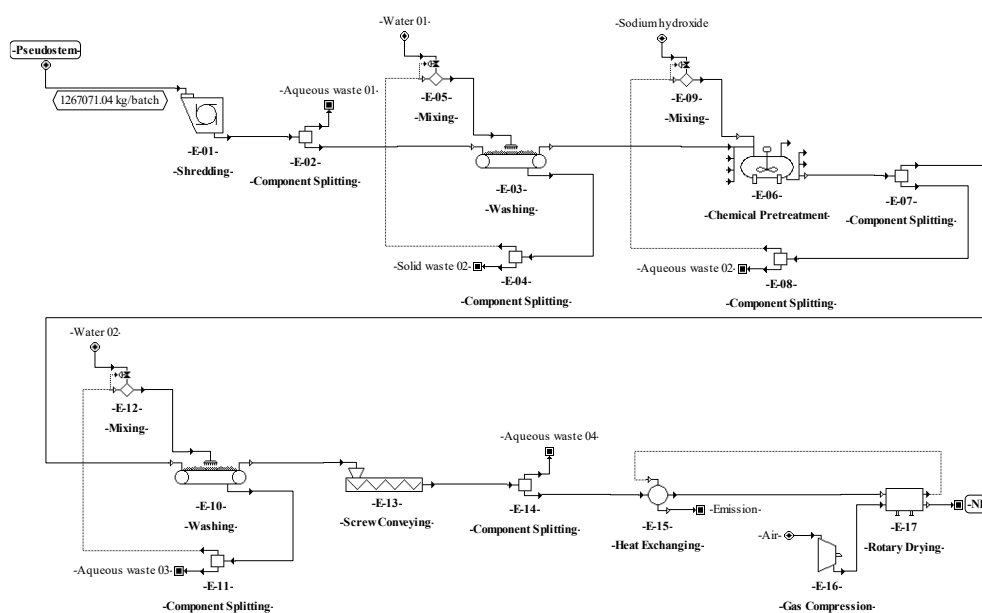 -Pseudostem-
1267071.04 kg/batch
-E-01-
-Shredding-
-Aqueous waste 01-
-E-02-
-Component Splitting-
-Water 01-
-E-05-
-Mixing-
-E-03-
-Washing-
-Solid waste 02-
-E-04-
-Component Splitting-
-Sodium hydroxide
-E-09-
-Mixing-
-E-06-
-Chemical Pretreatment-
-E-07-
-Component Splitting-
-Aqueous waste 02-
-E-08-
-Component Splitting-
-Water 02-
-E-12-
-Mixing-
-E-10-
-Washing-
-Aqueous waste 03-
-E-11-
-Component Splitting-
-E-13-
-Screw Conveying-
-Aqueous waste 04-
-E-14-
-Component Splitting-
-E-15-
-Heat Exchanging-
-Emission-
-Air-
-E-16-
-Gas Compression-
-E-17
-Rotary Drying-